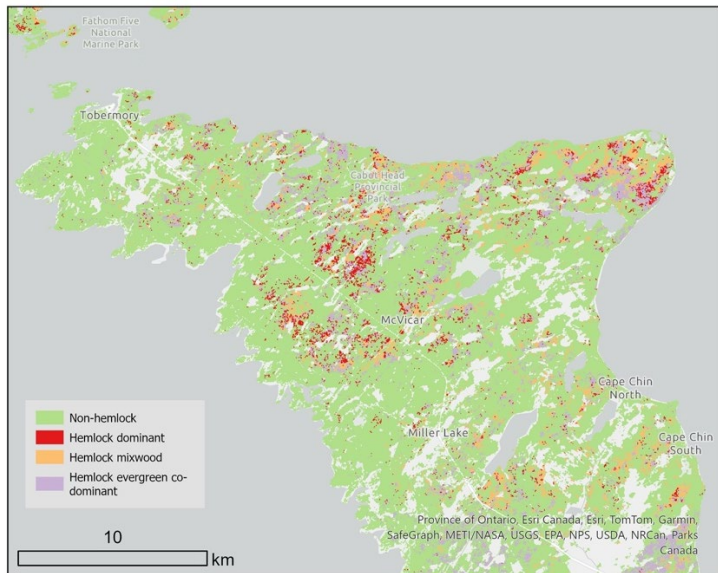 Fathom Five
National
Marine Park
Tobermory
Cabot Head
Provincial
Park
McVicar
Cape Chin
North
Miller Lake
Cape Chin
South
Non-hemlock
Hemlock dominant
Hemlock mixwood
Hemlock evergreen co-
dominant
10
km
Province of Ontario, Esri Canada, Esri, TomTom, Garmin,
SafeGraph, METI/NASA, USGS, EPA, NPS, USDA, NRCan, Parks
Canada